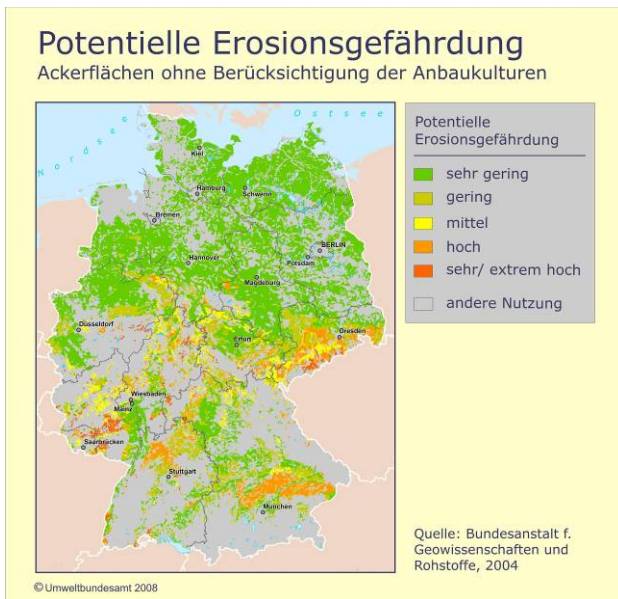 Potentielle Erosionsgefährdung
Ackerflächen ohne Berücksichtigung der Anbaukulturen
Nordsee
Ostsee
Kiel
Hamburg
Schwerin
Bremen
BERLIN
Potsdam
Hannover
Magdeburg
Düsseldorf
Erfurt
Dresden
Wiesbaden
Mainz
Saarbrücken
Stuttgart
München
Potentielle
Erosionsgefährdung
sehr gering
gering
mittel
hoch
sehr/ extrem hoch
andere Nutzung
Quelle: Bundesanstalt f.
Geowissenschaften und
Rohstoffe, 2004
© Umweltbundesamt 2008